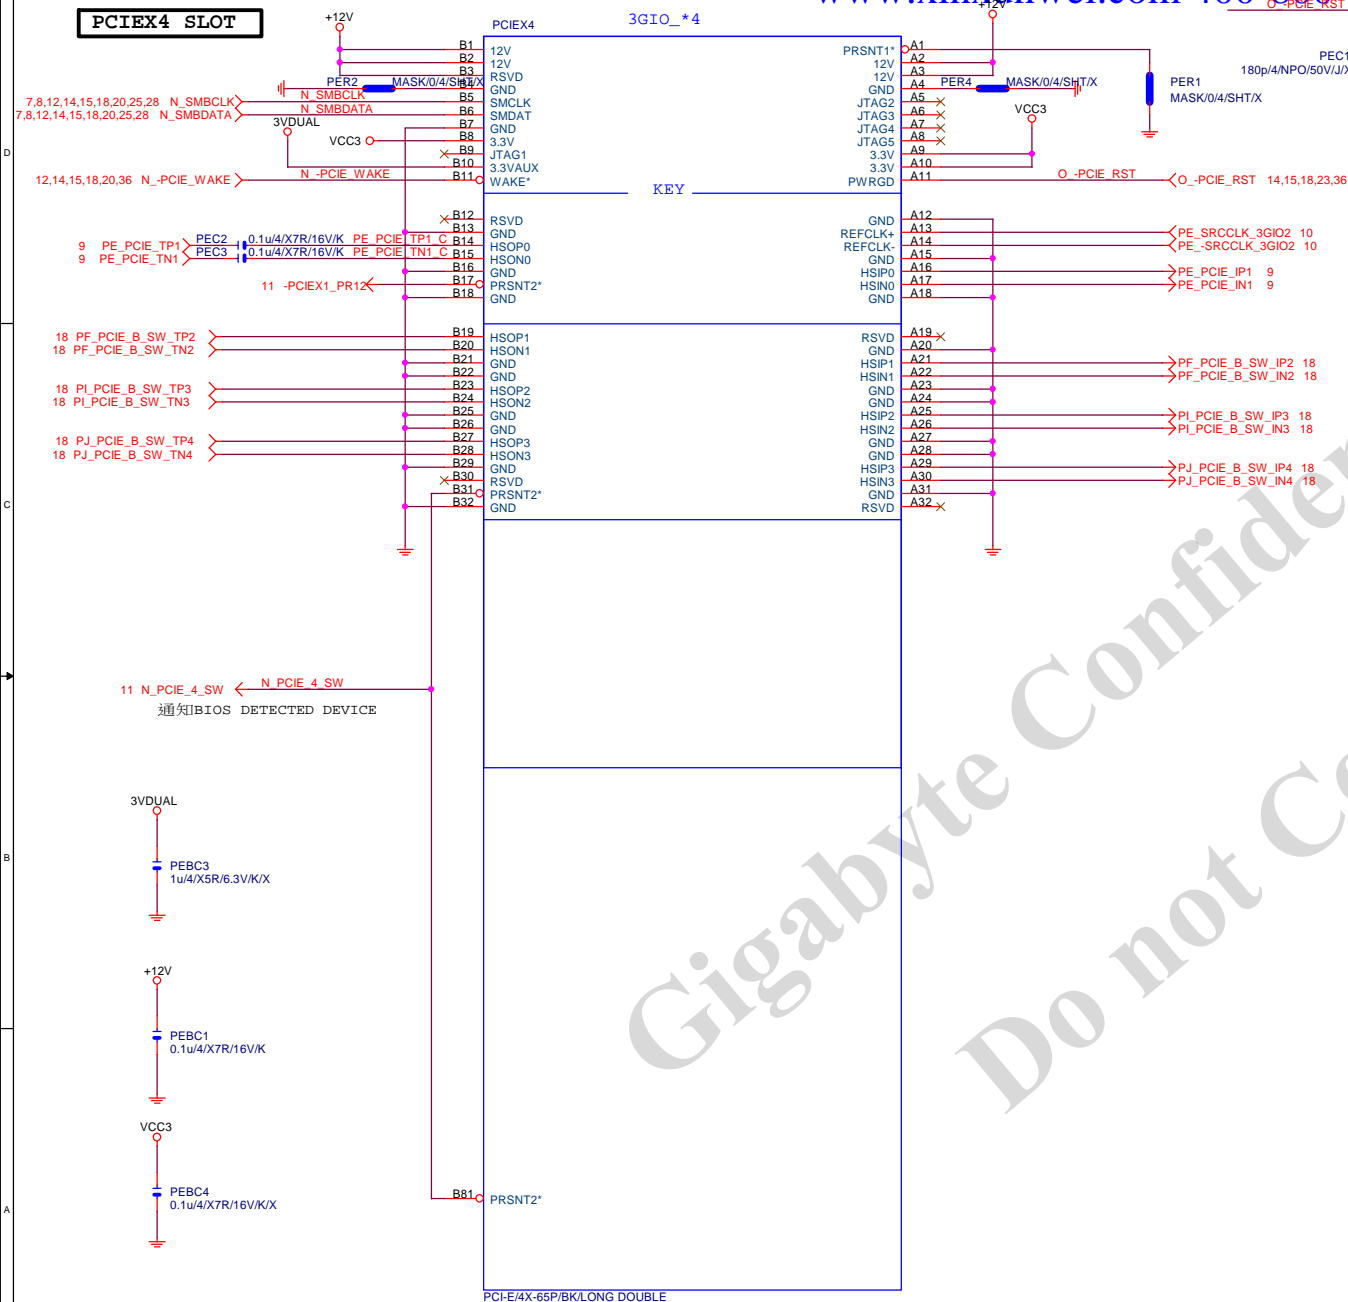 www.xinxunwei.com 400-
PCIEX4 SLOT
+12V
PCIEX4
3GIO_*4
+12V
O_-PCIE_RST
PEC1
180p/4/NPO/50V/J/X
B1 12V
B2 12V
B3 RSVD
B4 GND
B5 SMCLK
B6 SMDAT
B7 GND
B8 3.3V
B9 JTAG1
B10 3.3VAUX
B11 WAKE*
PRSNT1* A1
12V A2
12V A3
GND A4
JTAG2 A5
JTAG3 A6
JTAG4 A7
JTAG5 A8
3.3V A9
3.3V A10
PWRGD A11
PER2 MASK/0/4/SHT/X
PER4 MASK/0/4/SHT/X
PER1
MASK/0/4/SHT/X
7,8,12,14,15,18,20,25,28 N_SMBCLK N_SMBCLK
7,8,12,14,15,18,20,25,28 N_SMBDATA N_SMBDATA
3VDUAL
VCC3
VCC3
12,14,15,18,20,36 N_-PCIE_WAKE N_-PCIE_WAKE
O_-PCIE_RST O_-PCIE_RST 14,15,18,23,36
KEY
B12 RSVD
B13 GND
B14 HSOP0
B15 HSON0
B16 GND
B17 PRSNT2*
B18 GND
GND A12
REFCLK+ A13
REFCLK- A14
GND A15
HSIP0 A16
HSIN0 A17
GND A18
9 PE_PCIE_TP1 PEC2 0.1u/4/X7R/16V/K PE_PCIE_TP1_C
9 PE_PCIE_TN1 PEC3 0.1u/4/X7R/16V/K PE_PCIE_TN1_C
11 -PCIEX1_PR12
PE_SRCCLK_3GIO2 10
PE_-SRCCLK_3GIO2 10
PE_PCIE_IP1 9
PE_PCIE_IN1 9
B19 HSOP1
B20 HSON1
B21 GND
B22 GND
B23 HSOP2
B24 HSON2
B25 GND
B26 GND
B27 HSOP3
B28 HSON3
B29 GND
B30 RSVD
B31 PRSNT2*
B32 GND
RSVD A19
GND A20
HSIP1 A21
HSIN1 A22
GND A23
GND A24
HSIP2 A25
HSIN2 A26
GND A27
GND A28
HSIP3 A29
HSIN3 A30
GND A31
RSVD A32
18 PF_PCIE_B_SW_TP2
18 PF_PCIE_B_SW_TN2
18 PI_PCIE_B_SW_TP3
18 PI_PCIE_B_SW_TN3
18 PJ_PCIE_B_SW_TP4
18 PJ_PCIE_B_SW_TN4
PF_PCIE_B_SW_IP2 18
PF_PCIE_B_SW_IN2 18
PI_PCIE_B_SW_IP3 18
PI_PCIE_B_SW_IN3 18
PJ_PCIE_B_SW_IP4 18
PJ_PCIE_B_SW_IN4 18
11 N_PCIE_4_SW N_PCIE_4_SW
通知BIOS DETECTED DEVICE
3VDUAL
PEBC3
1u/4/X5R/6.3V/K/X
+12V
PEBC1
0.1u/4/X7R/16V/K
VCC3
PEBC4
0.1u/4/X7R/16V/K/X
B81 PRSNT2*
PCI-E/4X-65P/BK/LONG DOUBLE
D
C
B
A
Gigabyte Confiden
Do not Co